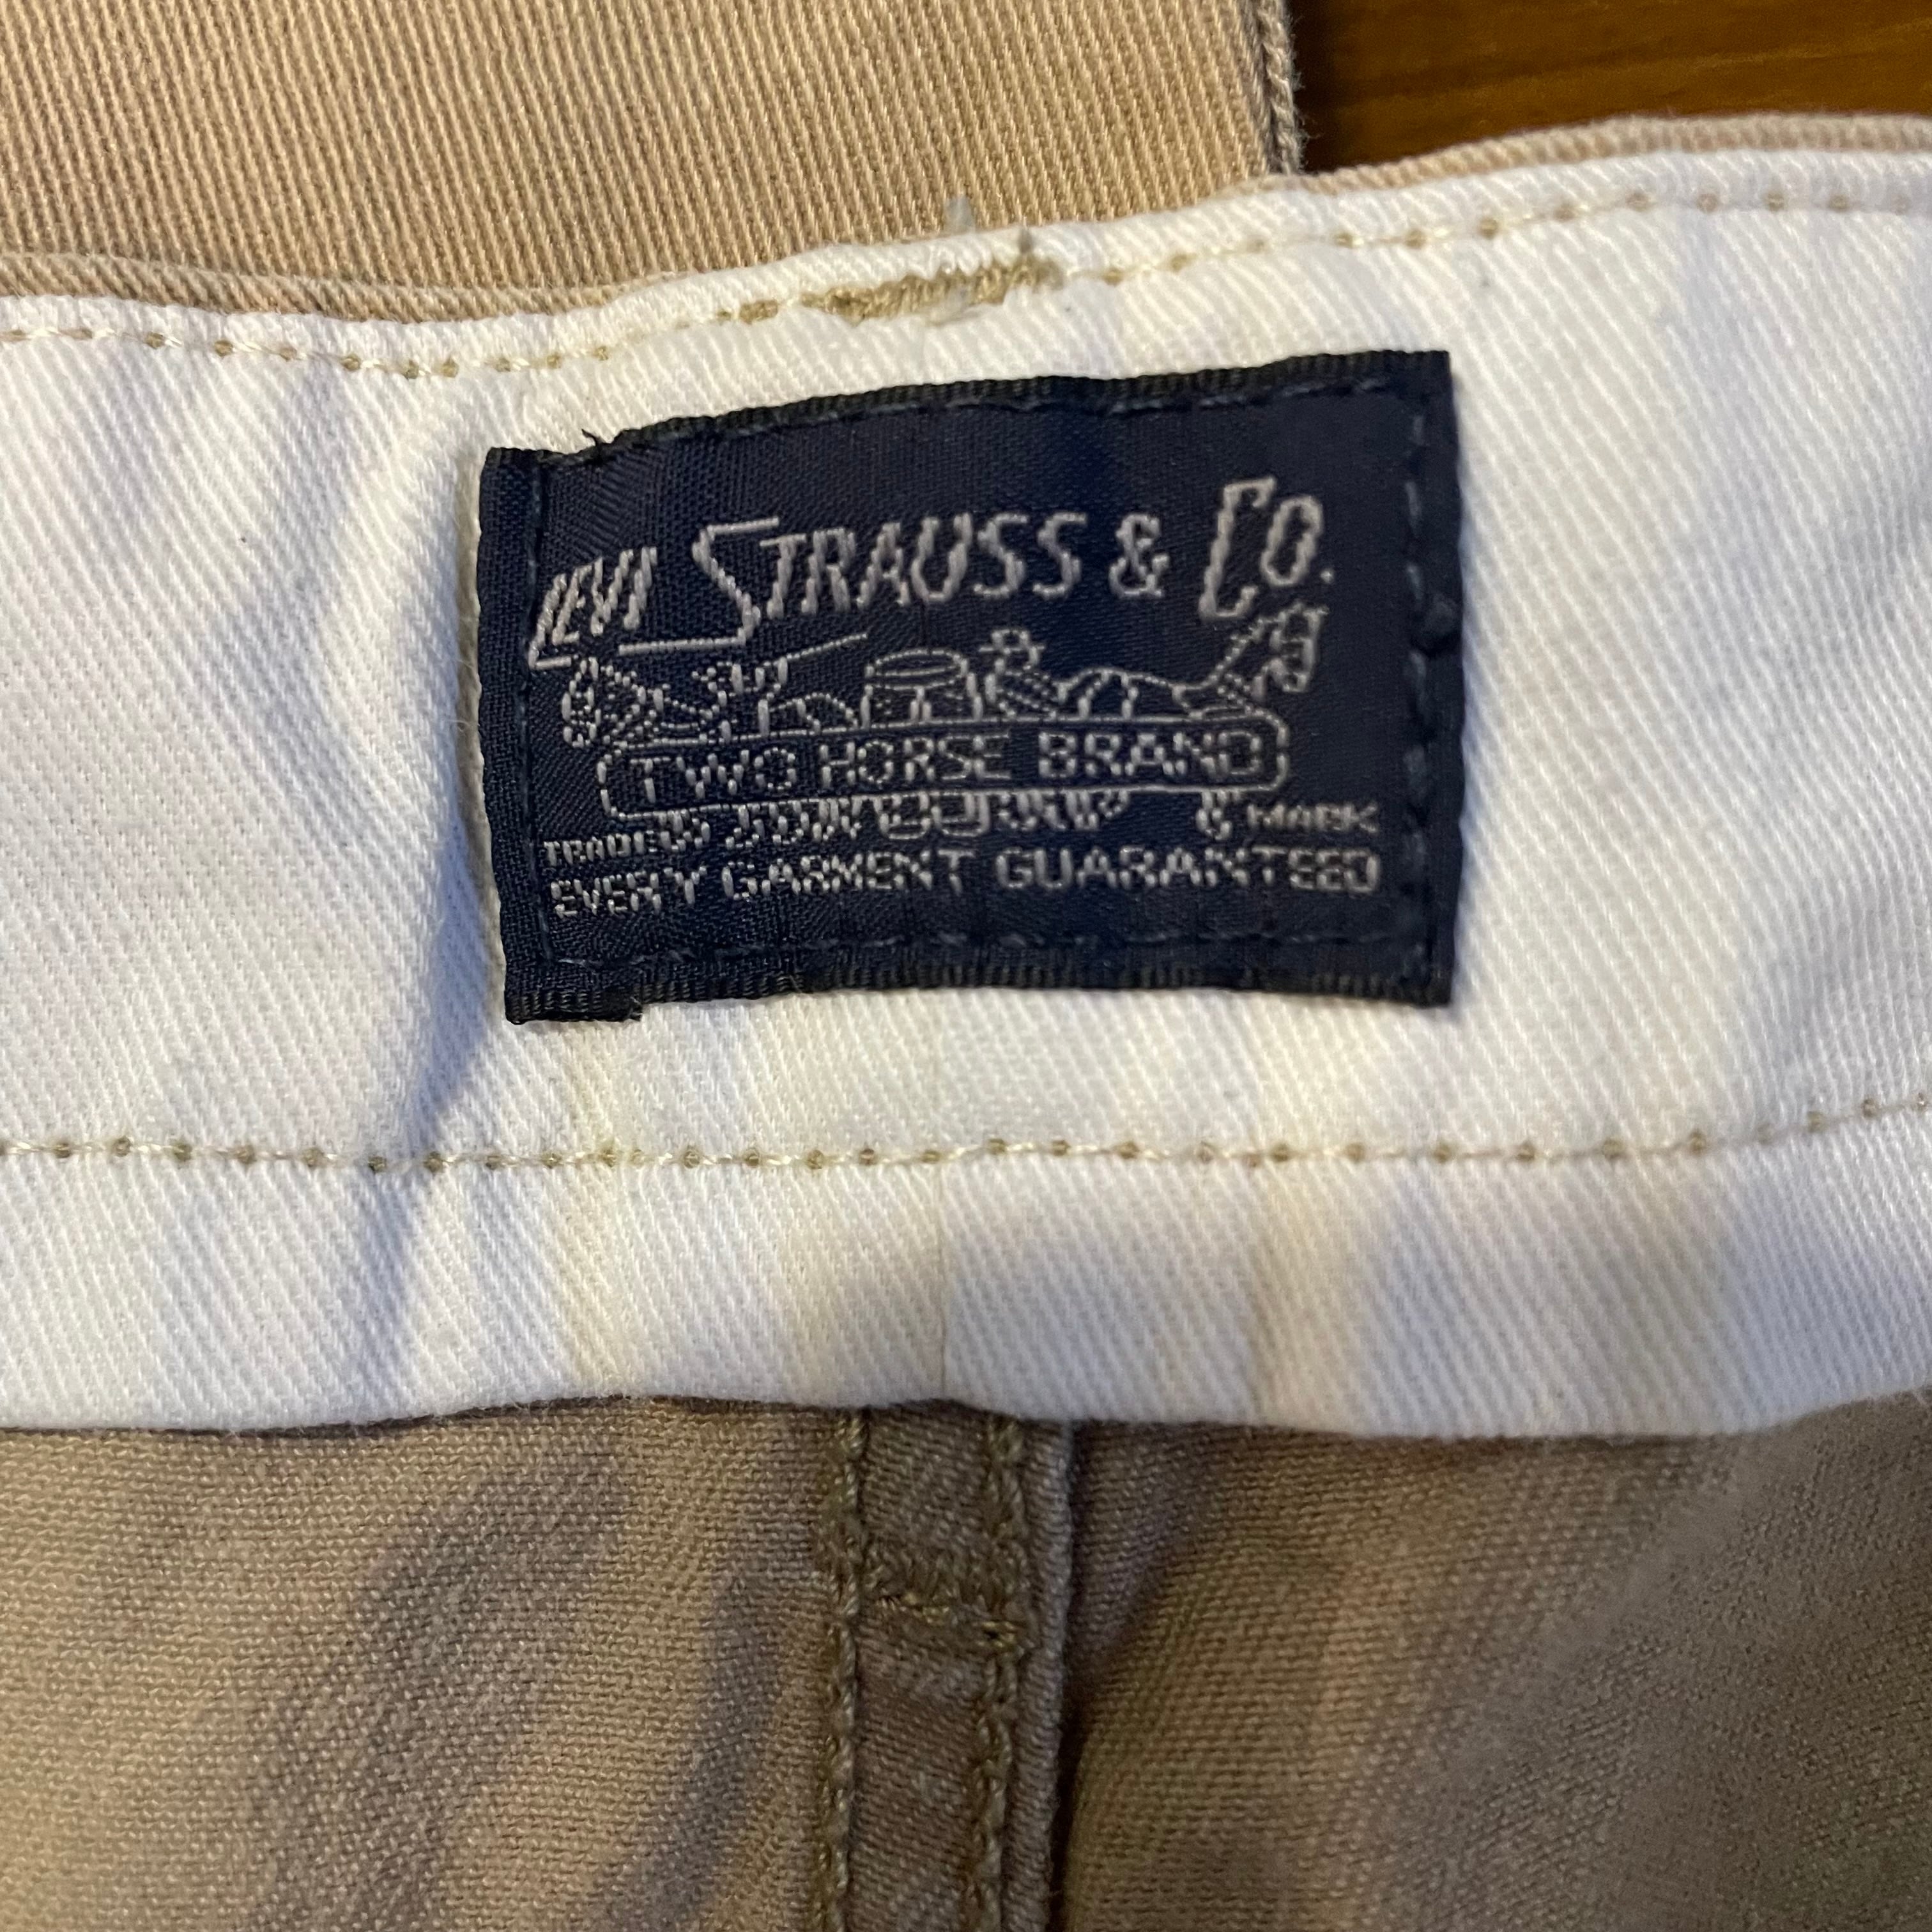 LEVI STRAUSS & CO.
TWO HORSE BRAND
TRADE MARK
EVERY GARMENT GUARANTEED